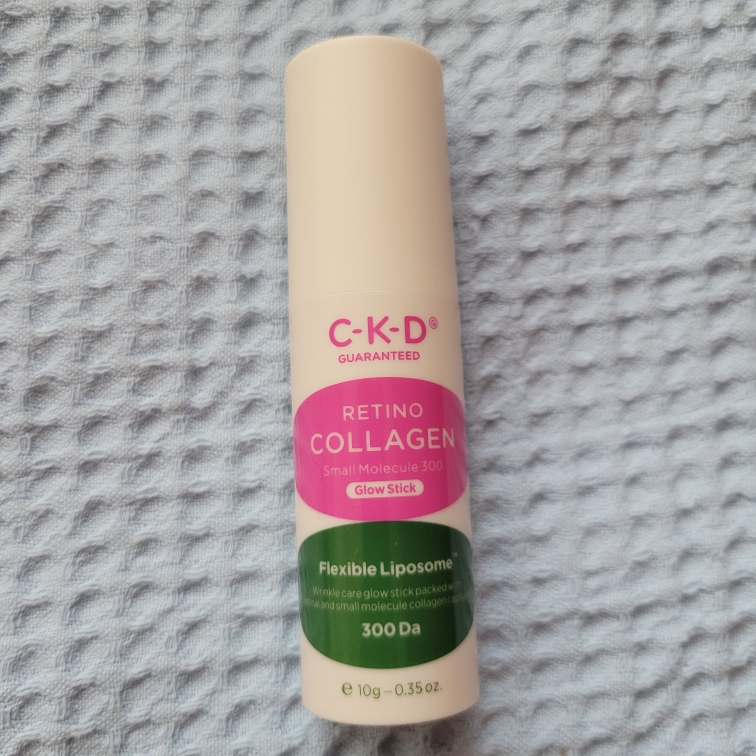 C-K-D®
GUARANTEED
RETINO
COLLAGEN
Small Molecule 300
Glow Stick
Flexible Liposome™
Wrinkle care glow stick packed
and small molecule collagen
300 Da
℮ 10g – 0.35 oz.